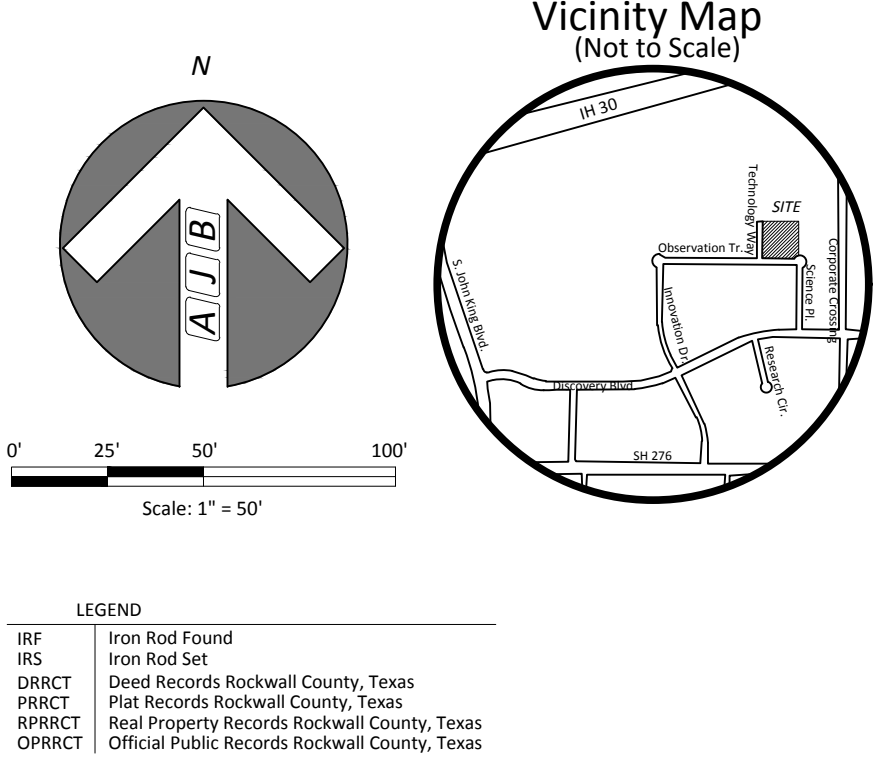 N
A J B
0' 25' 50' 100'
Scale: 1" = 50'
Vicinity Map
(Not to Scale)
IH 30
Technology Way
SITE
Observation Tr.
Corporate Crossing
Science Pl.
S. John King Blvd.
Innovation Dr.
Research Cir.
Discovery Blvd
SH 276
LEGEND
IRF Iron Rod Found
IRS Iron Rod Set
DRRCT Deed Records Rockwall County, Texas
PRRCT Plat Records Rockwall County, Texas
RPRRCT Real Property Records Rockwall County, Texas
OPRRCT Official Public Records Rockwall County, Texas